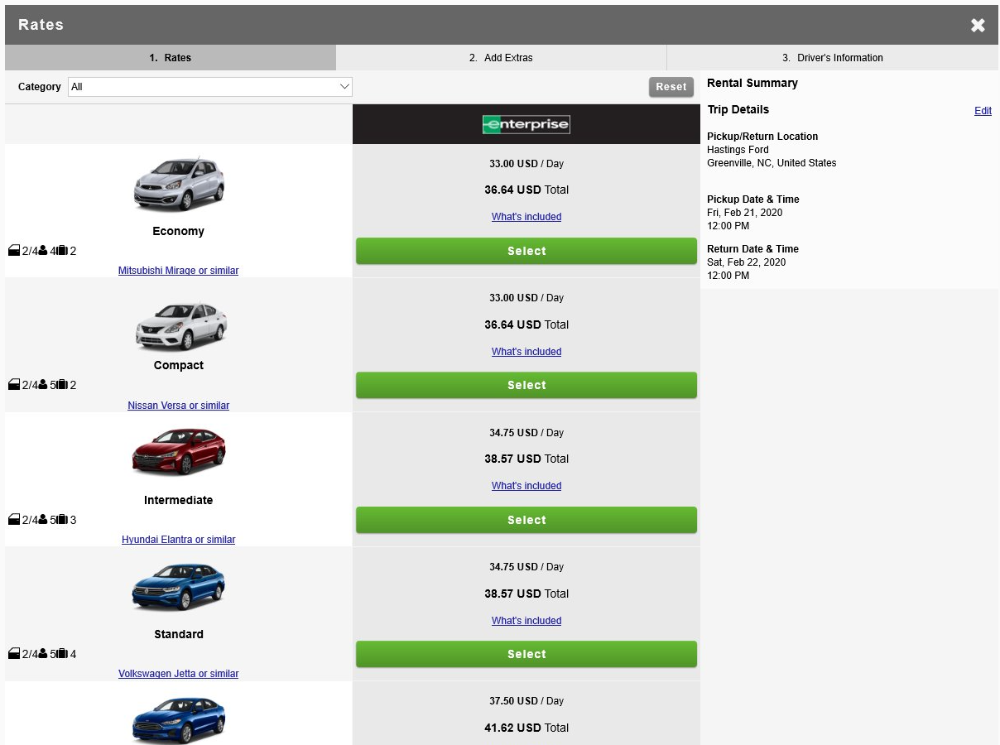 Rates
1. Rates
2. Add Extras
3. Driver's Information
Category
All
Reset
enterprise
Economy
2/4 4 2
Mitsubishi Mirage or similar
33.00 USD / Day
36.64 USD Total
What's included
Select
Compact
2/4 5 2
Nissan Versa or similar
33.00 USD / Day
36.64 USD Total
What's included
Select
Intermediate
2/4 5 3
Hyundai Elantra or similar
34.75 USD / Day
38.57 USD Total
What's included
Select
Standard
2/4 5 4
Volkswagen Jetta or similar
34.75 USD / Day
38.57 USD Total
What's included
Select
37.50 USD / Day
41.62 USD Total
Rental Summary
Trip Details
Edit
Pickup/Return Location
Hastings Ford
Greenville, NC, United States
Pickup Date & Time
Fri, Feb 21, 2020
12:00 PM
Return Date & Time
Sat, Feb 22, 2020
12:00 PM